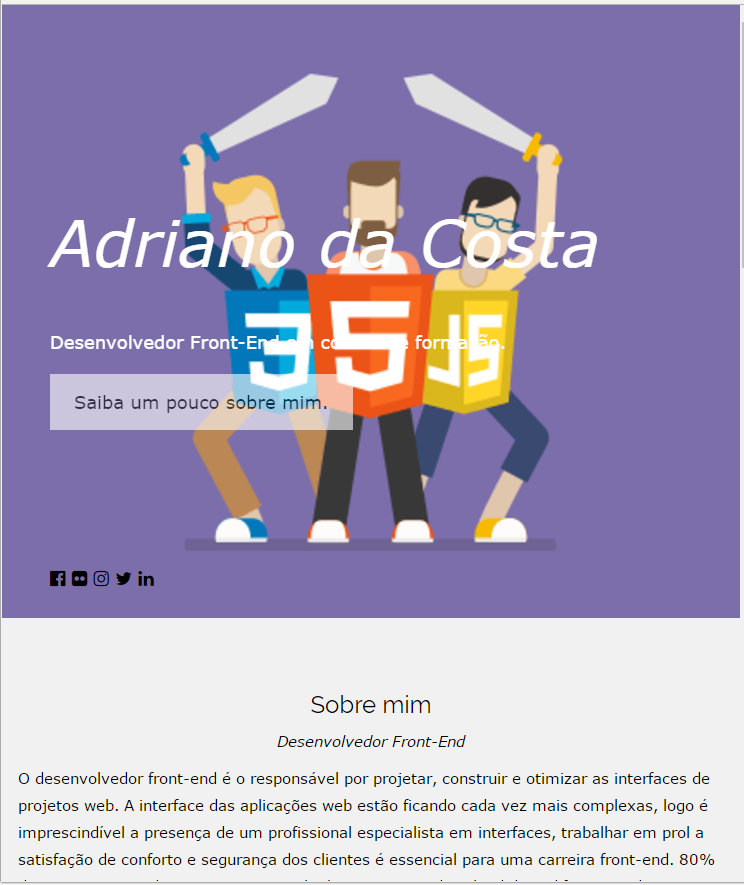 Adriano da Costa
3 5 JS
Desenvolvedor Front-End em de formação.
Saiba um pouco sobre mim.
Sobre mim
Desenvolvedor Front-End
O desenvolvedor front-end é o responsável por projetar, construir e otimizar as interfaces de
projetos web. A interface das aplicações web estão ficando cada vez mais complexas, logo é
imprescindível a presença de um profissional especialista em interfaces, trabalhar em prol a
satisfação de conforto e segurança dos clientes é essencial para uma carreira front-end. 80%